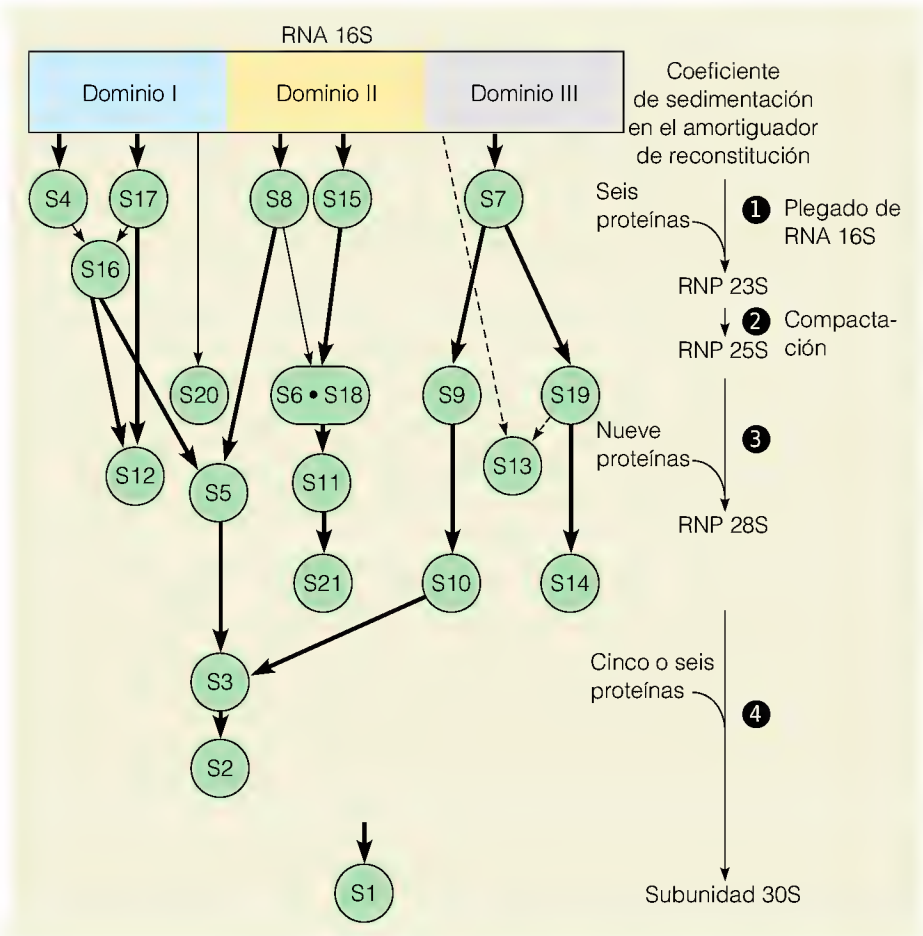 RNA 16S
Dominio I
Dominio II
Dominio III
Coeficiente
de sedimentación
en el amortiguador
de reconstitución
S4
S17
S8
S15
S7
Seis
proteínas
1 Plegado de
RNA 16S
S16
RNP 23S
2 Compacta-
ción
RNP 25S
S20
S6 • S18
S9
S19
Nueve
proteínas
3
S12
S5
S11
S13
RNP 28S
S21
S10
S14
S3
Cinco o seis
proteínas
4
S2
S1
Subunidad 30S